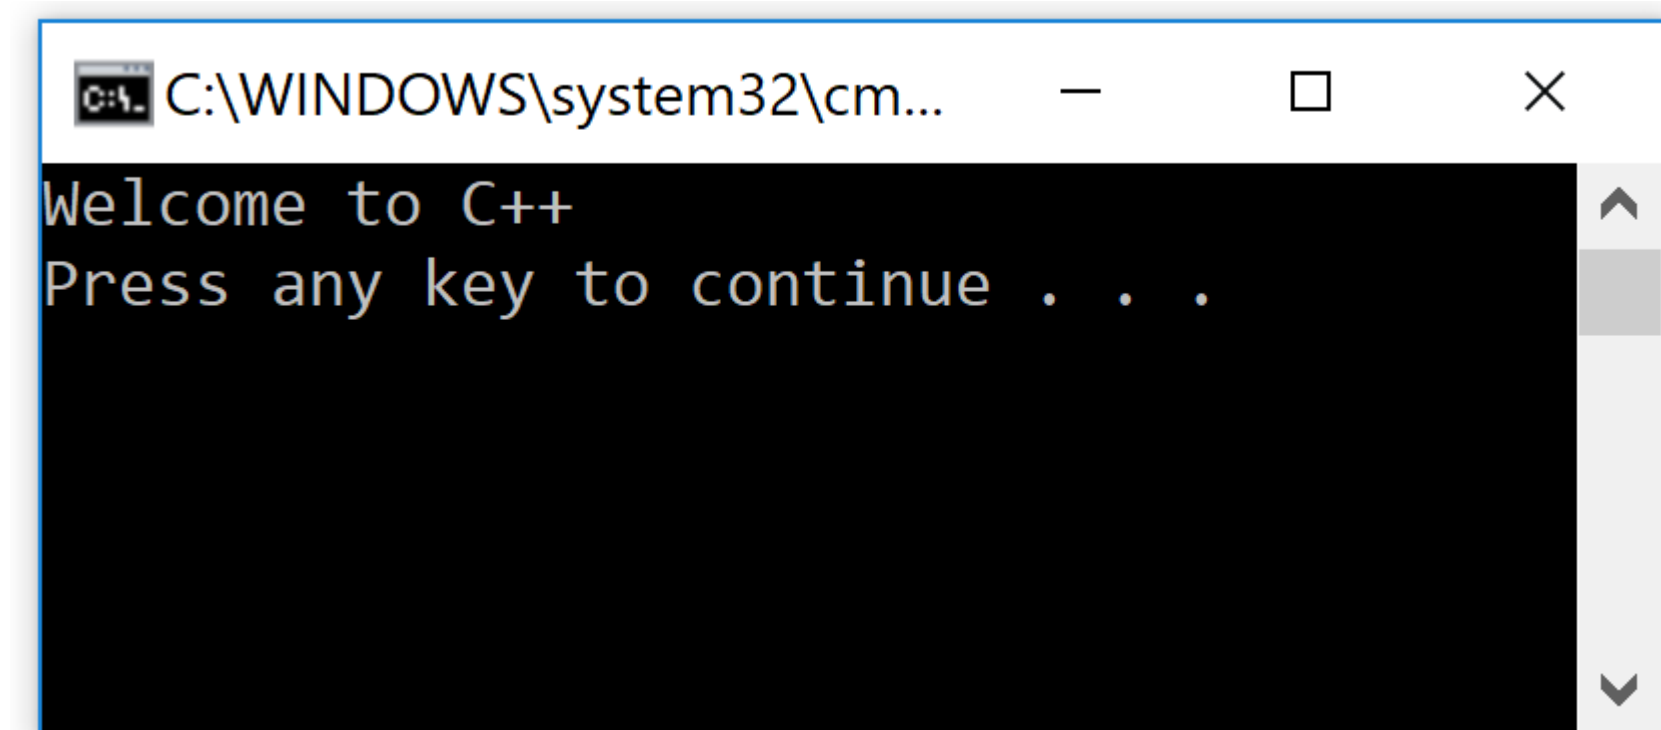 C:\WINDOWS\system32\cm...
Welcome to C++
Press any key to continue . . .